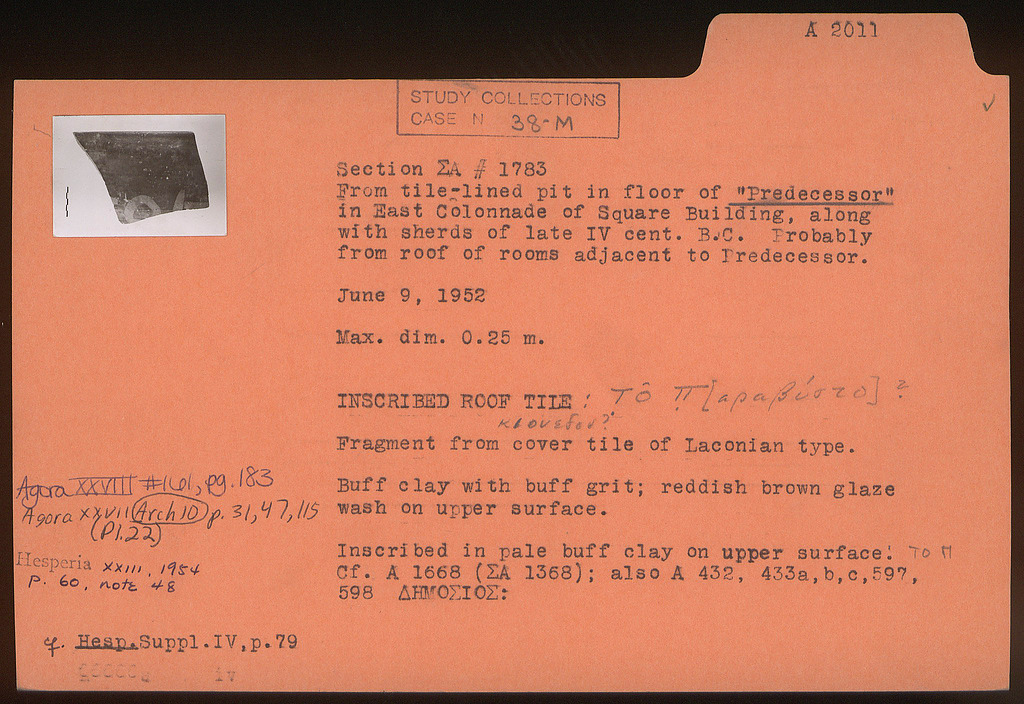 A 2011
STUDY COLLECTIONS
CASE N 38-M
Section ΣΑ # 1783
From tile-lined pit in floor of "Predecessor"
in East Colonnade of Square Building, along
with sherds of late IV cent. B.C. Probably
from roof of rooms adjacent to Predecessor.
June 9, 1952
Max. dim. 0.25 m.
INSCRIBED ROOF TILE : τô π[αραβύστο] ?
Fragment from cover tile of Laconian type.
Buff clay with buff grit; reddish brown glaze
wash on upper surface.
Inscribed in pale buff clay on upper surface: ΤΟ Π
Cf. A 1668 (ΣΑ 1368); also A 432, 433a,b,c,597,
598 ΔΗΜΟΣΙΟΣ:
Agora XXVIII #161, pg. 183
Agora XXVII Arch 10 p. 31, 47, 115
(Pl. 22)
Hesperia XXIII, 1954
p. 60, note 48
cf. Hesp. Suppl.IV,p.79
iv